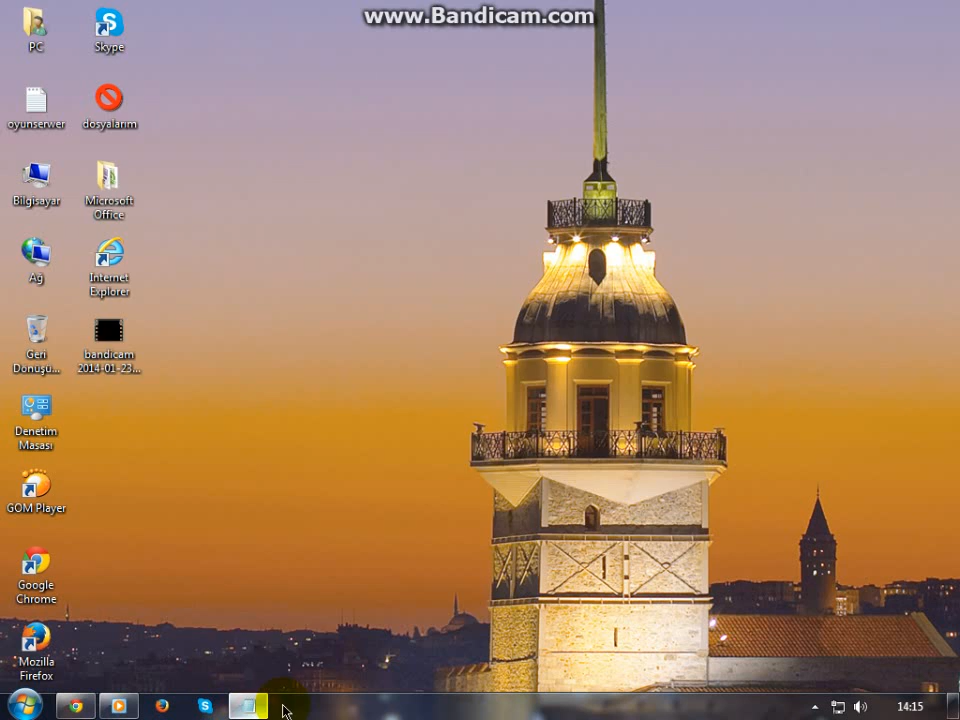 www.Bandicam.com
PC
Skype
oyunserwer
dosyalarım
Bilgisayar
Microsoft
Office
Ağ
Internet
Explorer
Geri
Dönüşü...
bandicam
2014-01-23...
Denetim
Masası
GOM Player
Google
Chrome
Mozilla
Firefox
14:15